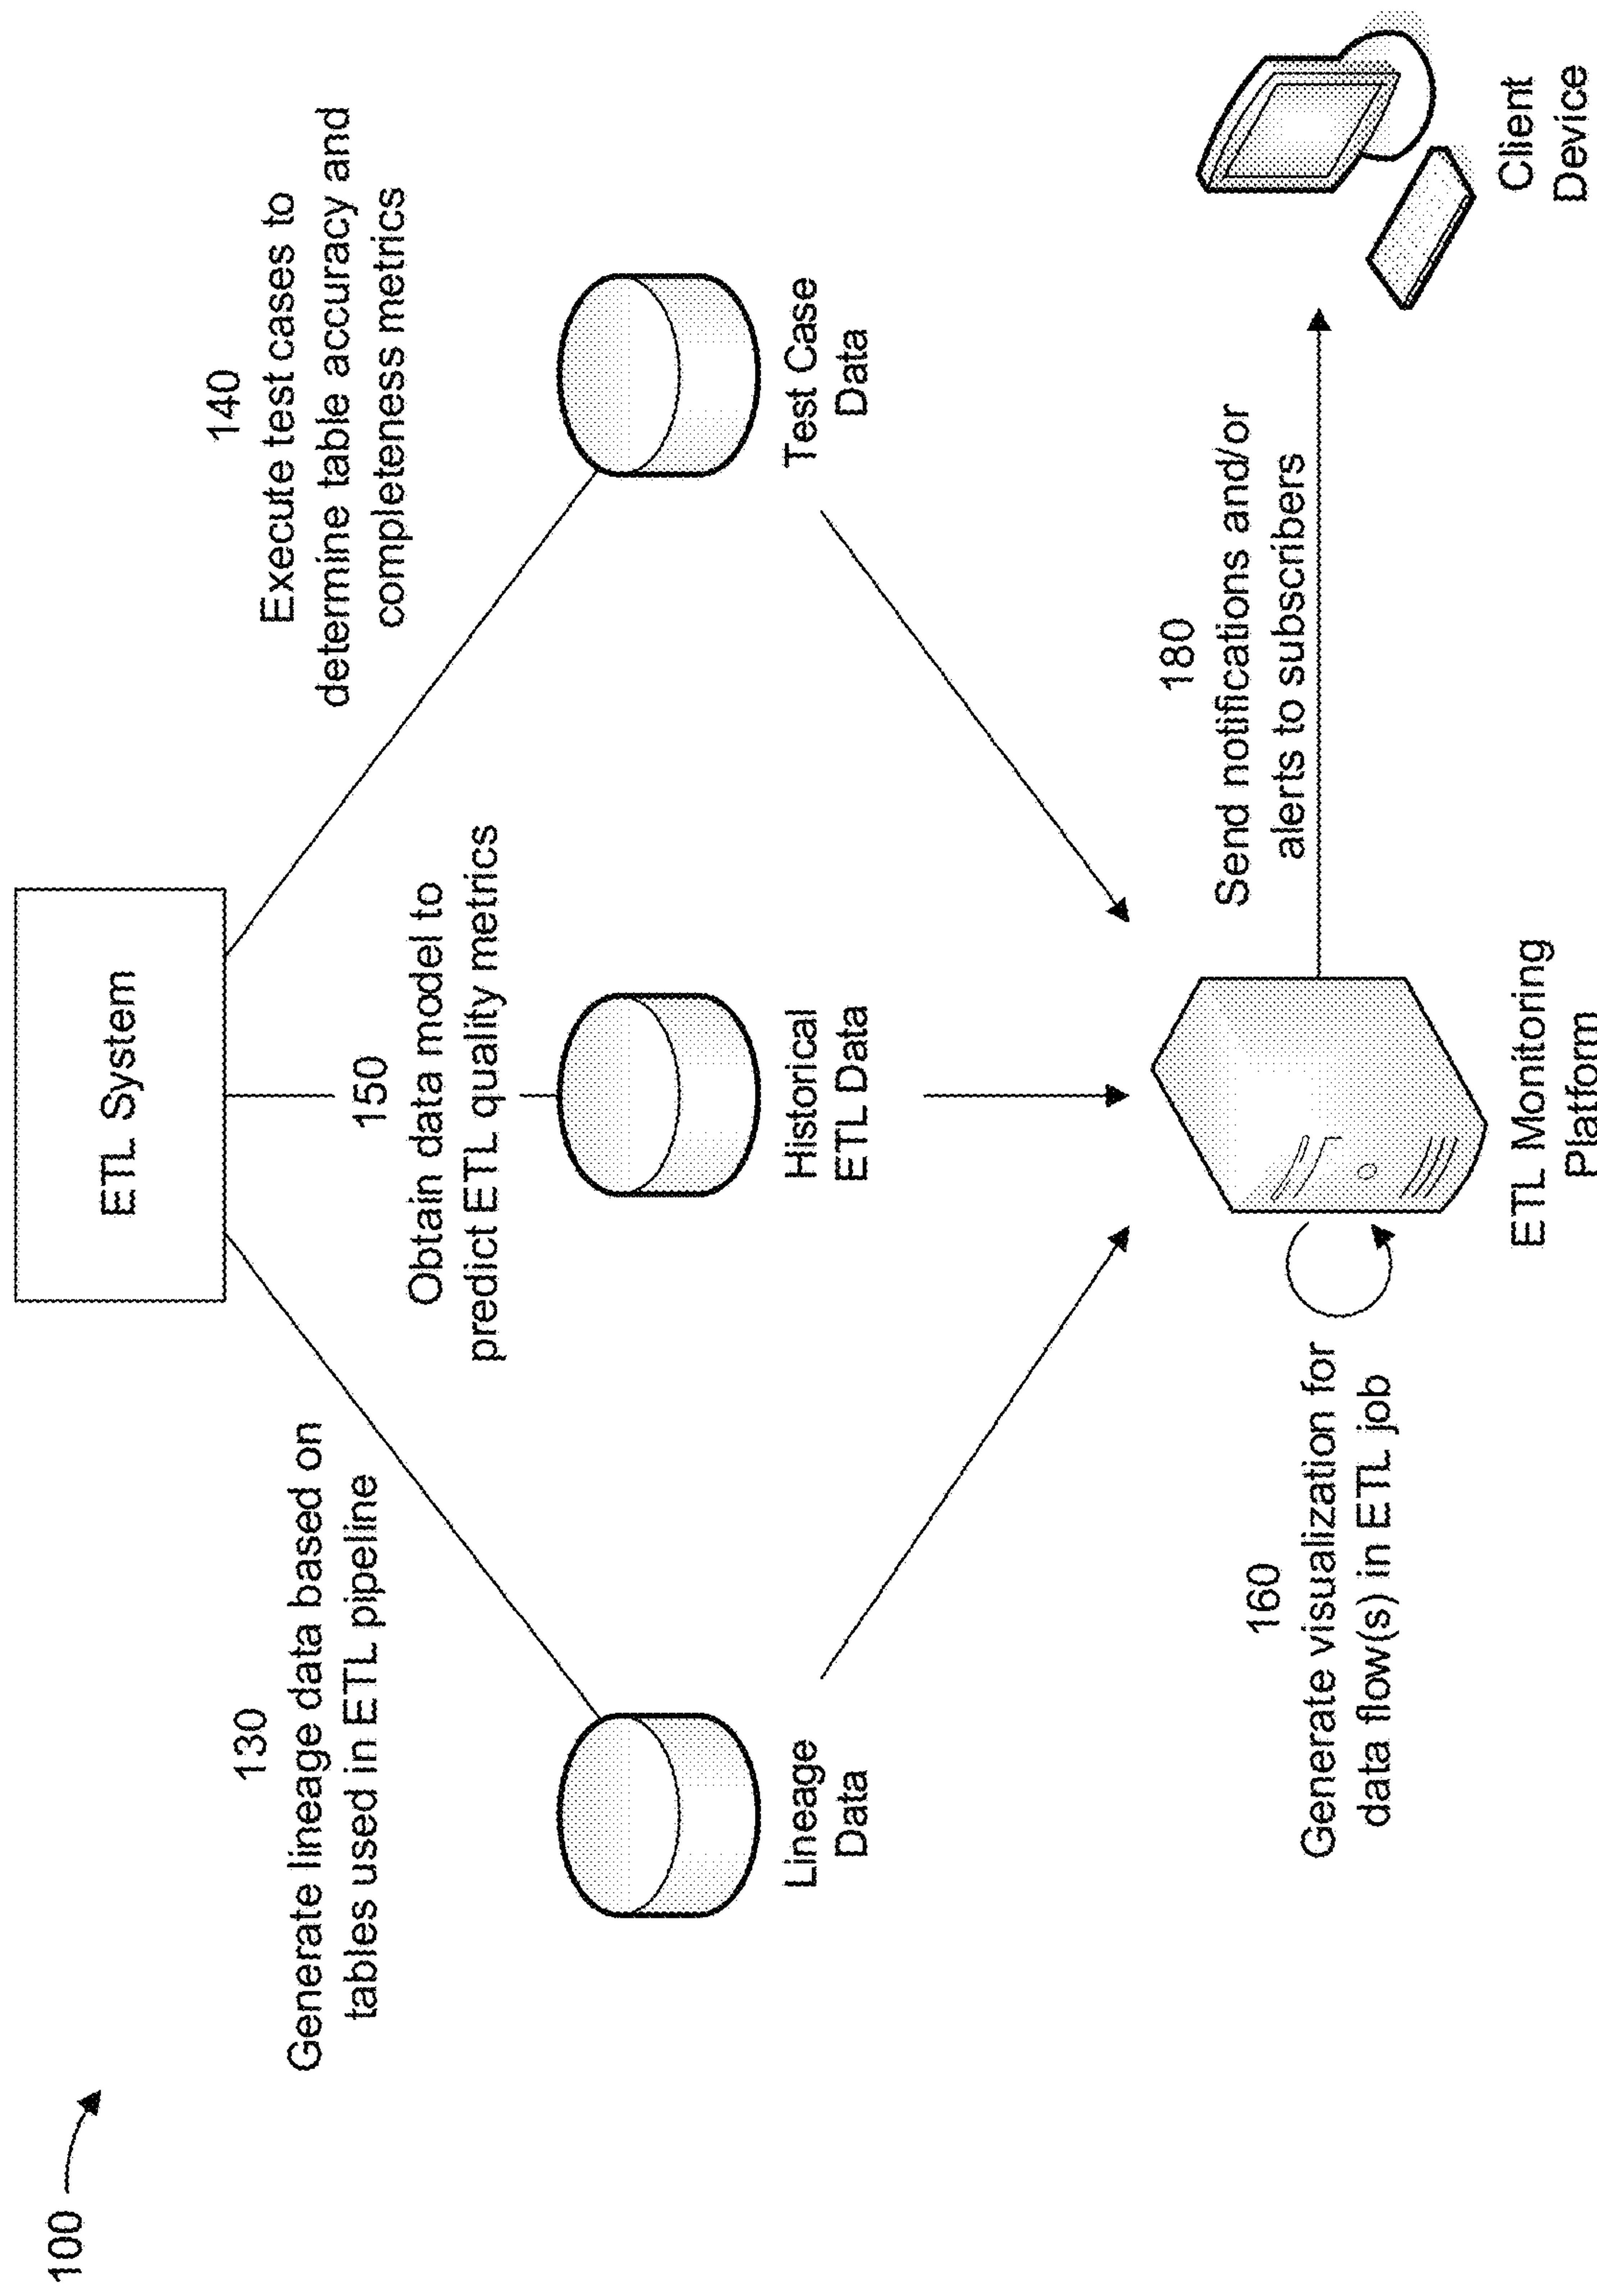 100
ETL System
130
Generate lineage data based on
tables used in ETL pipeline
150
Obtain data model to
predict ETL quality metrics
140
Execute test cases to
determine table accuracy and
completeness metrics
Lineage
Data
Historical
ETL Data
Test Case
Data
160
Generate visualization for
data flow(s) in ETL job
ETL Monitoring
Platform
180
Send notifications and/or
alerts to subscribers
Client
Device